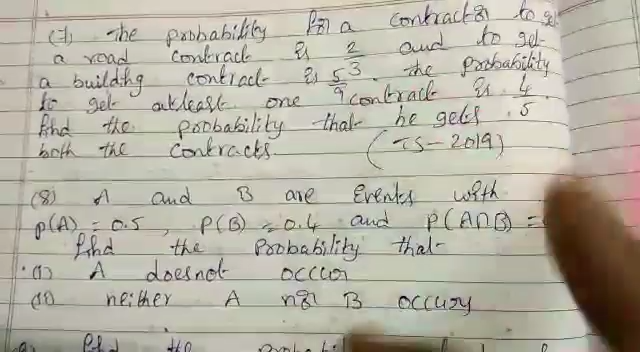 (7) The probability for a contractor to ge
a road contract is 2/3 and to get
a building contract is 5/9. the probability
to get atleast one contract is 4/5.
find the probability that he gets
both the contracts (TS-2019)
(8) A and B are Events with
P(A) = 0.5, P(B) = 0.4 and P(A∩B) =
find the probability that
(i) A doesnot occur
(ii) neither A nor B occurs
find the